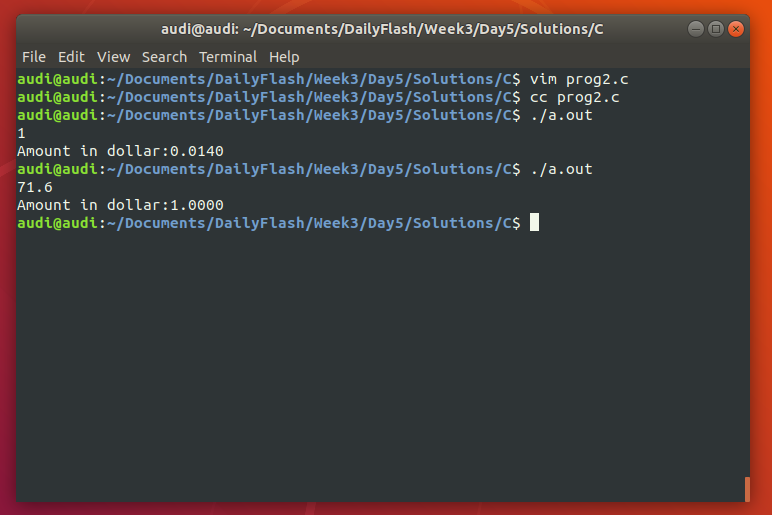 audi@audi: ~/Documents/DailyFlash/Week3/Day5/Solutions/C
File Edit View Search Terminal Help
audi@audi:~/Documents/DailyFlash/Week3/Day5/Solutions/C$ vim prog2.c
audi@audi:~/Documents/DailyFlash/Week3/Day5/Solutions/C$ cc prog2.c
audi@audi:~/Documents/DailyFlash/Week3/Day5/Solutions/C$ ./a.out
1
Amount in dollar:0.0140
audi@audi:~/Documents/DailyFlash/Week3/Day5/Solutions/C$ ./a.out
71.6
Amount in dollar:1.0000
audi@audi:~/Documents/DailyFlash/Week3/Day5/Solutions/C$